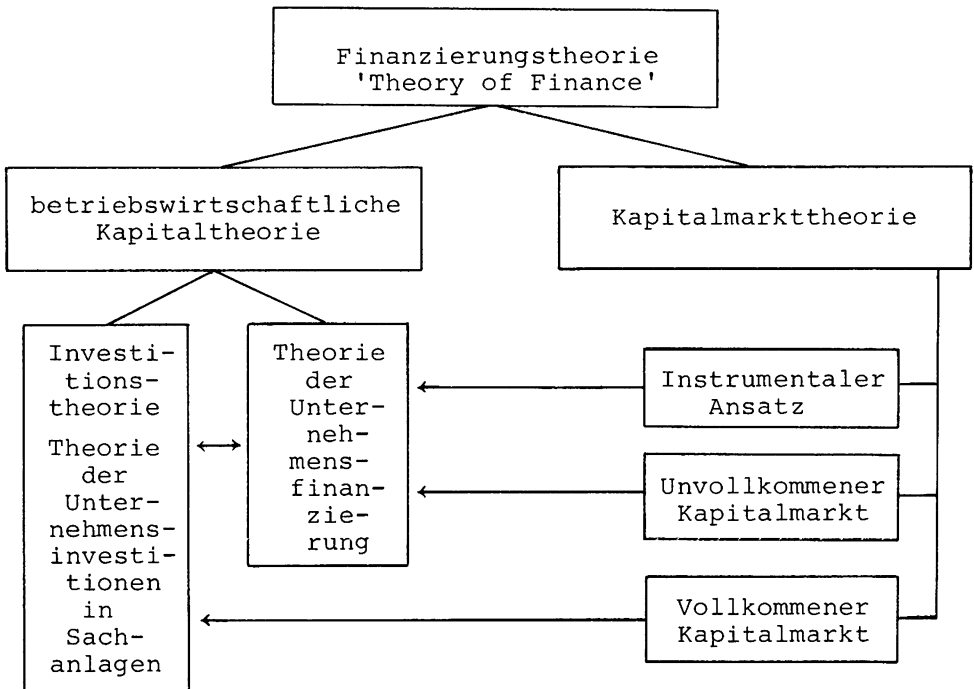 Finanzierungstheorie
'Theory of Finance'
betriebswirtschaftliche
Kapitaltheorie
Kapitalmarkttheorie
Investi-
tions-
theorie
Theorie
der
Unter-
nehmens-
investi-
tionen
in
Sach-
anlagen
Theorie
der
Unter-
neh-
mens-
finan-
zie-
rung
Instrumentaler
Ansatz
Unvollkommener
Kapitalmarkt
Vollkommener
Kapitalmarkt